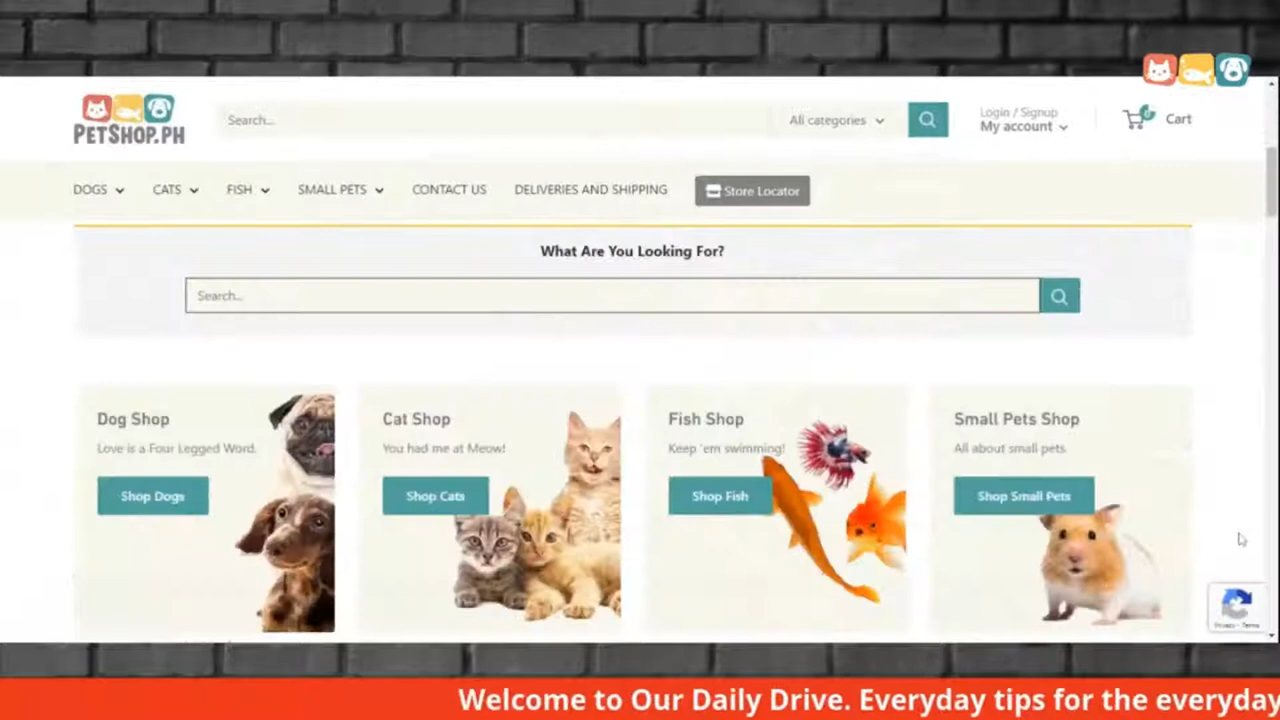 PETSHOP.PH
Search...
All categories
Login / Signup
My account
Cart
DOGS
CATS
FISH
SMALL PETS
CONTACT US
DELIVERIES AND SHIPPING
Store Locator
What Are You Looking For?
Search...
Dog Shop
Love is a Four Legged Word.
Shop Dogs
Cat Shop
You had me at Meow!
Shop Cats
Fish Shop
Keep 'em swimming!
Shop Fish
Small Pets Shop
All about small pets.
Shop Small Pets
Privacy - Terms
Welcome to Our Daily Drive. Everyday tips for the everyday